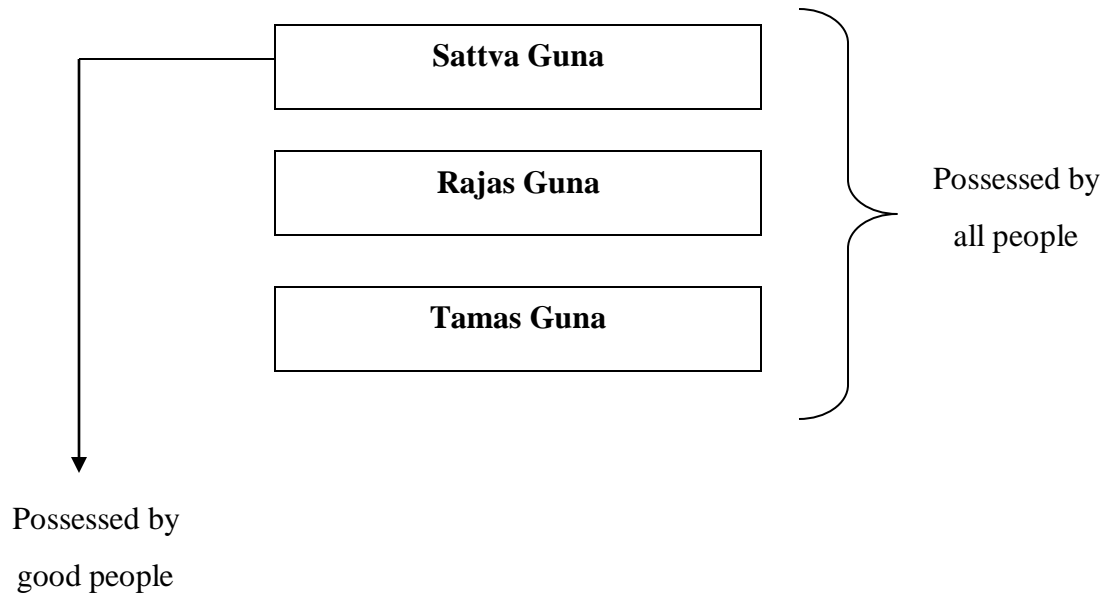 Sattva Guna
Rajas Guna
Possessed by
all people
Tamas Guna
Possessed by
good people